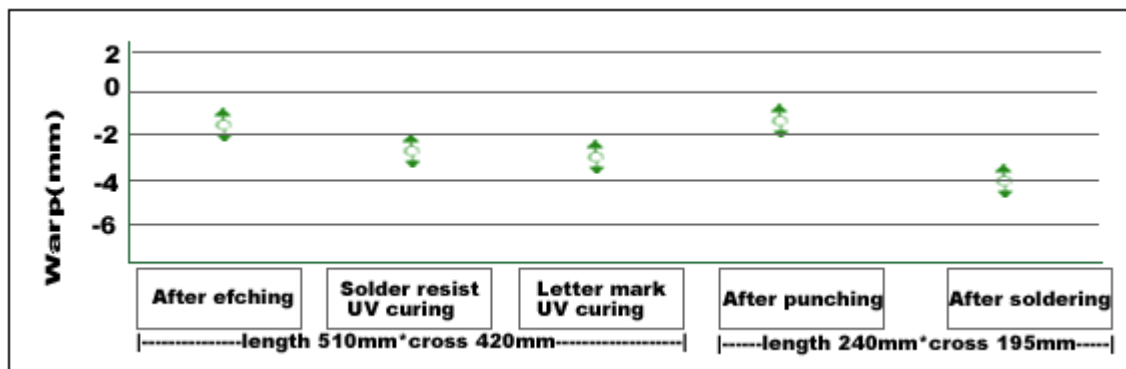 2
0
-2
-4
-6
Warp(mm)
After efching
Solder resist
UV curing
Letter mark
UV curing
After punching
After soldering
|----------------length 510mm*cross 420mm--------------------|
|------length 240mm*cross 195mm-----|